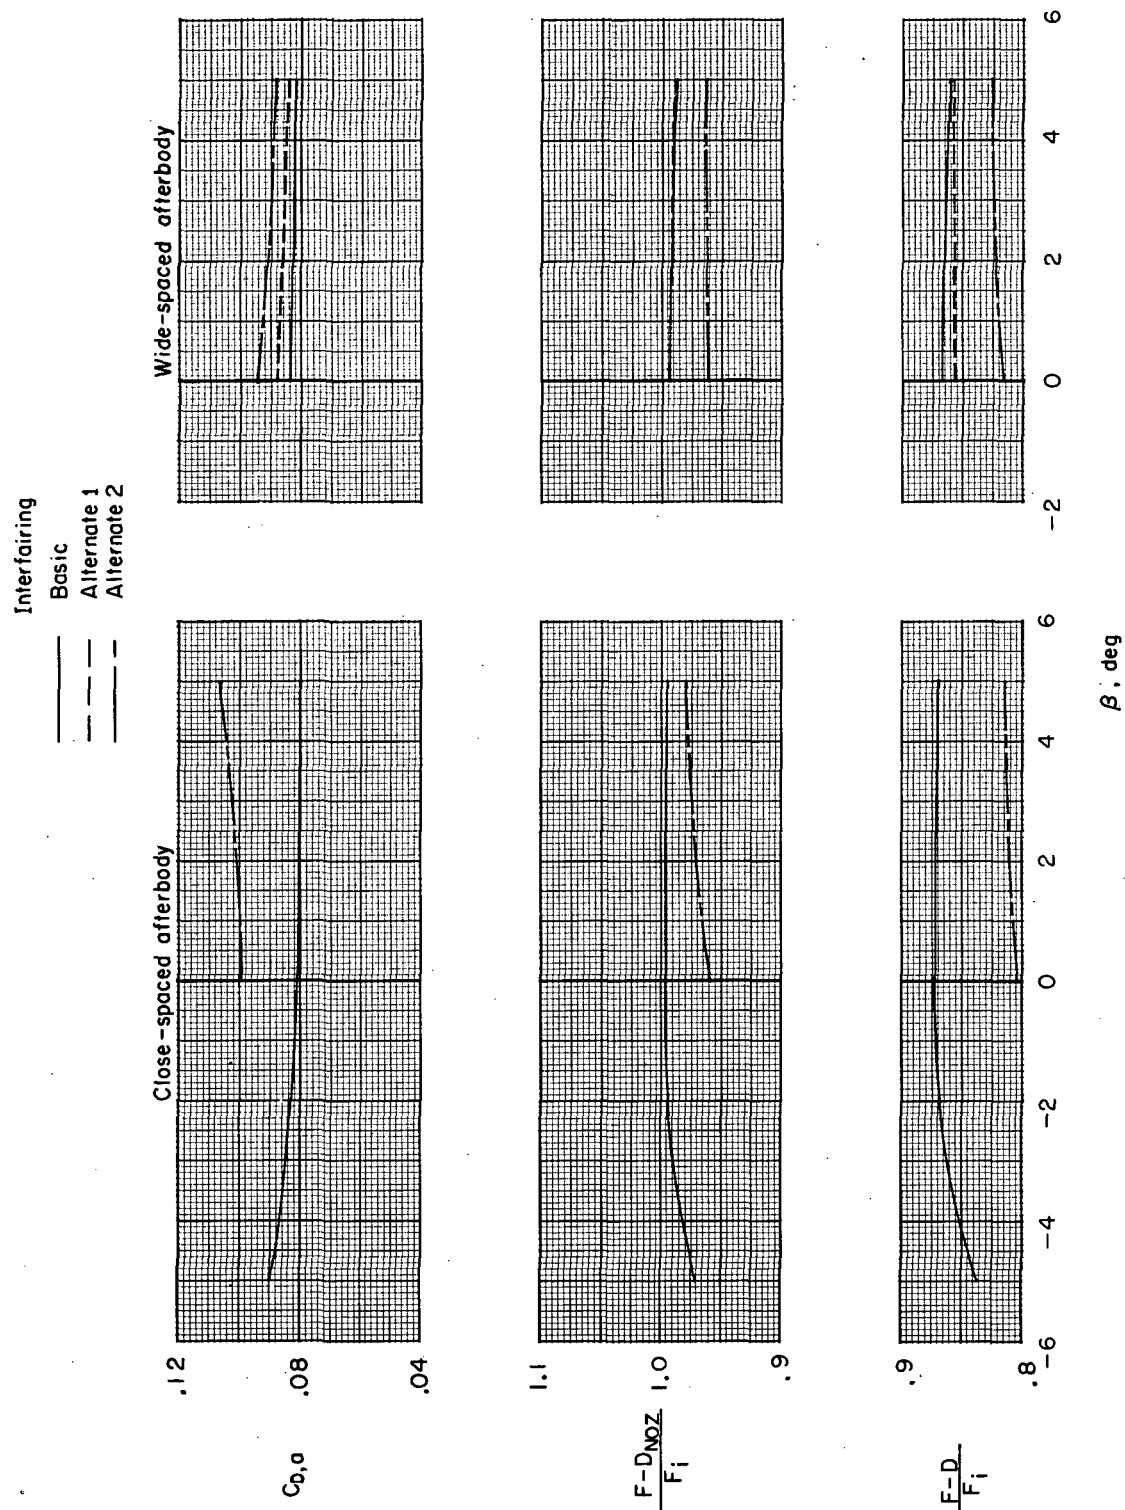 Interfairing
Basic
Alternate 1
Alternate 2
Close-spaced afterbody
Wide-spaced afterbody
C_D,a
.12
.08
.04
F-D_NOZ
F_i
1.1
1.0
.9
F-D
F_i
.9
.8
-6
-4
-2
0
2
4
6
-2
0
2
4
6
β, deg